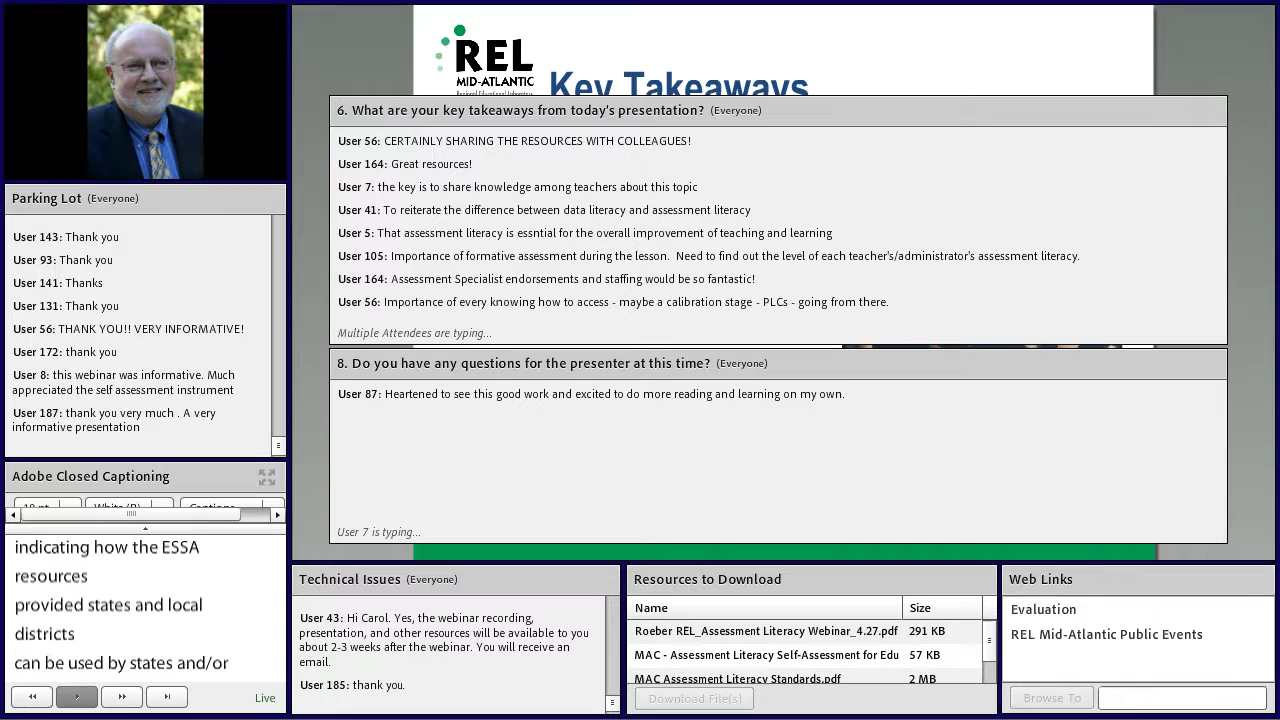 REL
MID-ATLANTIC
Regional Educational Laboratory
Key Takeaways
6. What are your key takeaways from today's presentation? (Everyone)
User 56: CERTAINLY SHARING THE RESOURCES WITH COLLEAGUES!
User 164: Great resources!
User 7: the key is to share knowledge among teachers about this topic
User 41: To reiterate the difference between data literacy and assessment literacy
User 5: That assessment literacy is essntial for the overall improvement of teaching and learning
User 105: Importance of formative assessment during the lesson.  Need to find out the level of each teacher's/administrator's assessment literacy.
User 164: Assessment Specialist endorsements and staffing would be so fantastic!
User 56: Importance of every knowing how to access - maybe a calibration stage - PLCs - going from there.
Multiple Attendees are typing...
8. Do you have any questions for the presenter at this time? (Everyone)
User 87: Heartened to see this good work and excited to do more reading and learning on my own.
User 7 is typing...
Parking Lot (Everyone)
User 143: Thank you
User 93: Thank you
User 141: Thanks
User 131: Thank you
User 56: THANK YOU!! VERY INFORMATIVE!
User 172: thank you
User 8: this webinar was informative. Much
appreciated the self assessment instrument
User 187: thank you very much . A very
informative presentation
Adobe Closed Captioning
18 pt
White (B)
Captions
indicating how the ESSA
resources
provided states and local
districts
can be used by states and/or
Live
Technical Issues (Everyone)
User 43: Hi Carol. Yes, the webinar recording,
presentation, and other resources will be available to you
about 2-3 weeks after the webinar. You will receive an
email.
User 185: thank you.
Resources to Download
Name Size
Roeber REL_Assessment Literacy Webinar_4.27.pdf 291 KB
MAC - Assessment Literacy Self-Assessment for Edu 57 KB
MAC Assessment Literacy Standards.pdf 2 MB
Download File(s)
Web Links
Evaluation
REL Mid-Atlantic Public Events
Browse To